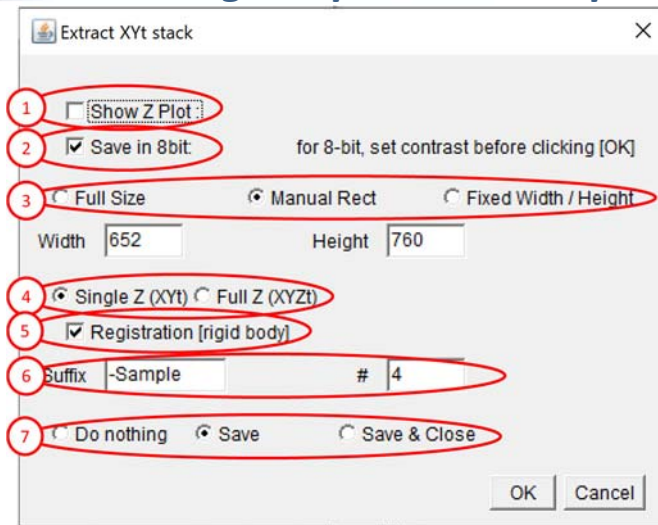 Extract XYt stack
1 Show Z Plot :
2 Save in 8bit: for 8-bit, set contrast before clicking [OK]
3 Full Size Manual Rect Fixed Width / Height
Width 652 Height 760
4 Single Z (XYt) Full Z (XYZt)
5 Registration [rigid body]
6 Suffix -Sample # 4
7 Do nothing Save Save & Close
OK Cancel